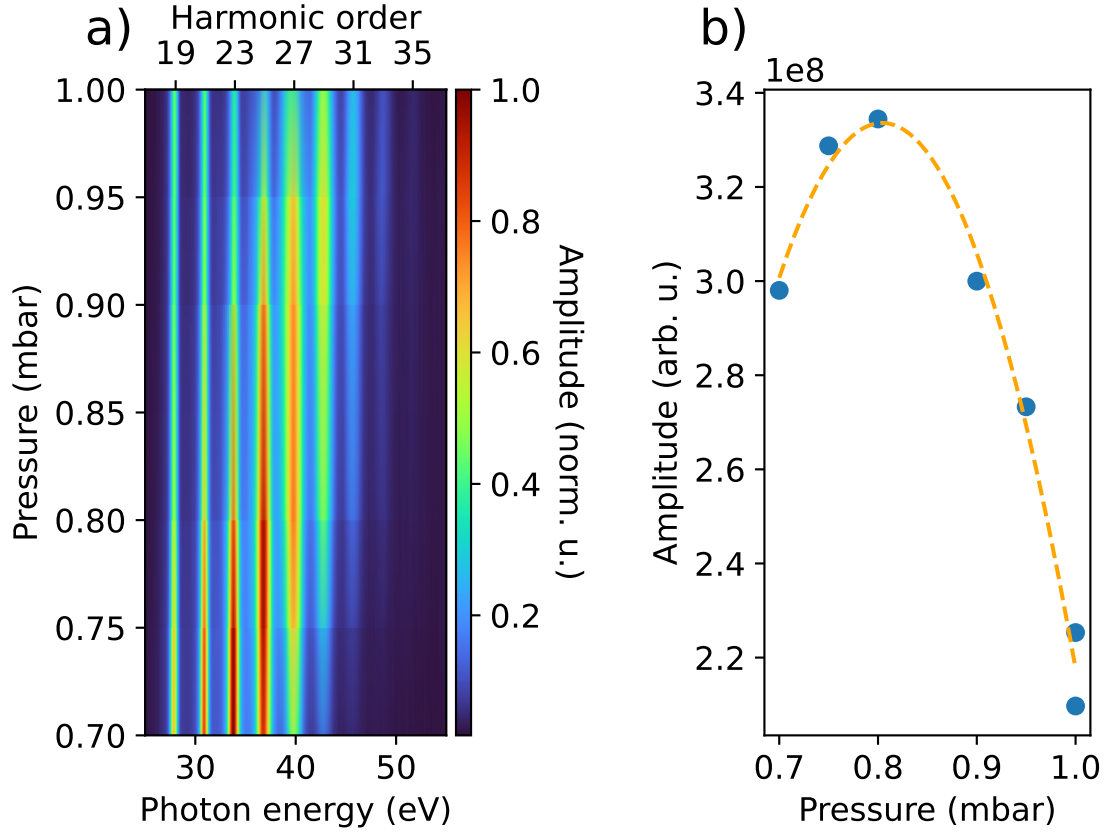 a)
Harmonic order
19 23 27 31 35
1.00
0.95
0.90
0.85
0.80
0.75
0.70
Pressure (mbar)
30 40 50
Photon energy (eV)
1.0
0.8
0.6
0.4
0.2
Amplitude (norm. u.)
b)
1e8
3.4
3.2
3.0
2.8
2.6
2.4
2.2
Amplitude (arb. u.)
0.7 0.8 0.9 1.0
Pressure (mbar)